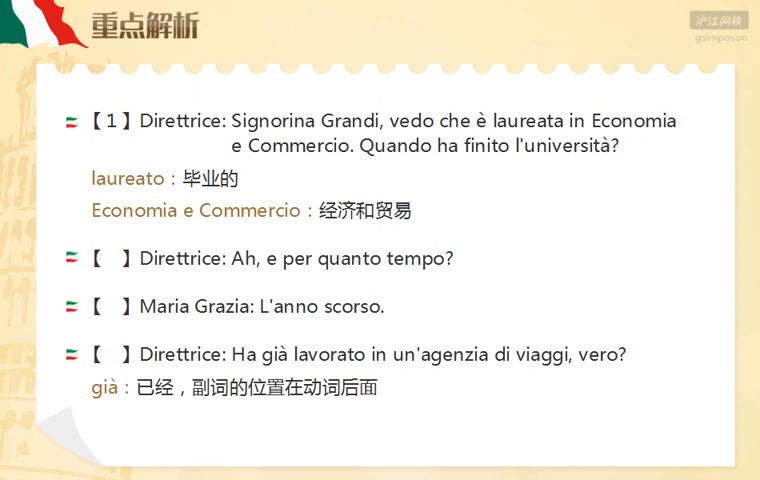 重点解析
沪江网校
gsimposon
【1】Direttrice: Signorina Grandi, vedo che è laureata in Economia
e Commercio. Quando ha finito l'università?
laureato：毕业的
Economia e Commercio：经济和贸易
【 】Direttrice: Ah, e per quanto tempo?
【 】Maria Grazia: L'anno scorso.
【 】Direttrice: Ha già lavorato in un'agenzia di viaggi, vero?
già：已经，副词的位置在动词后面